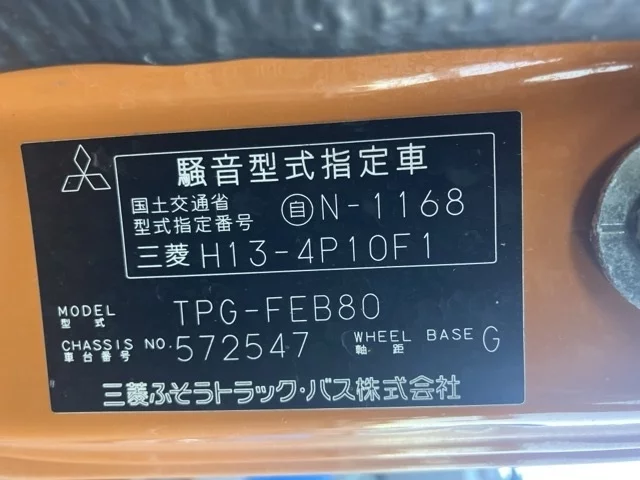 騒音型式指定車
国土交通省
型式指定番号 自N-1168
三菱 H13-4P10F1
MODEL TPG-FEB80
型式
CHASSIS NO. 572547 WHEEL BASE G
車台番号 軸距
三菱ふそうトラック・バス株式会社